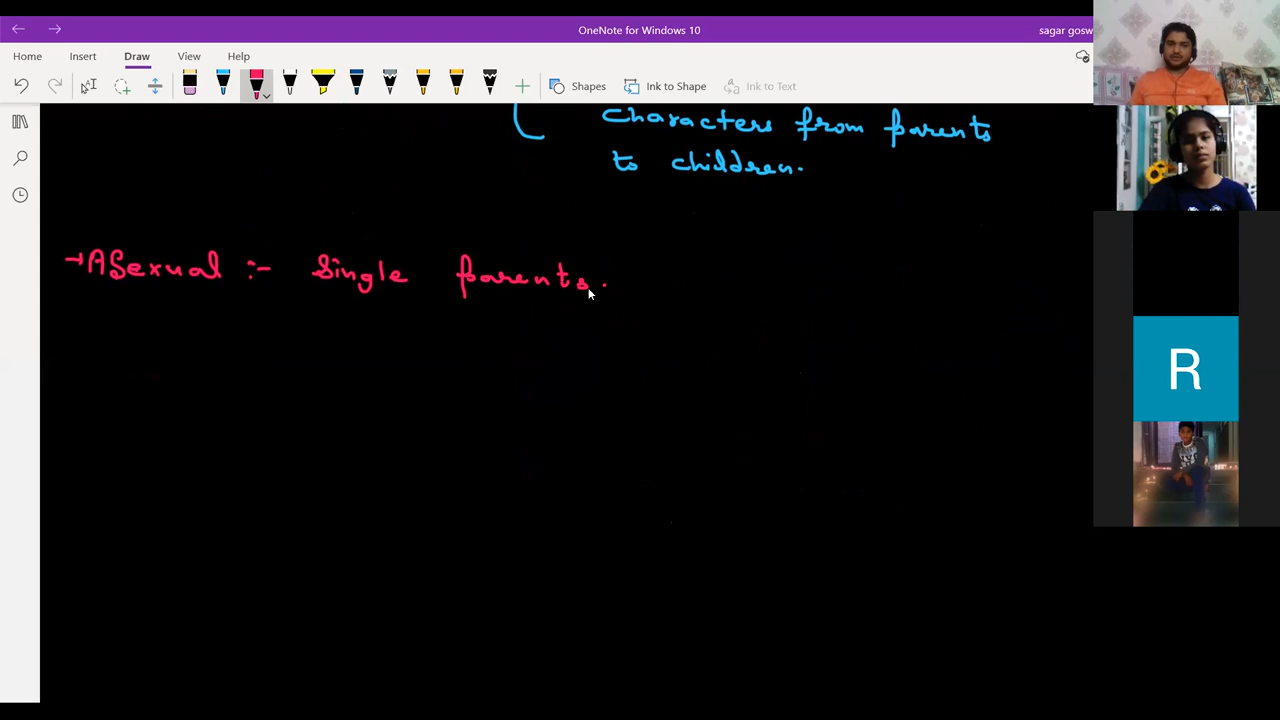 OneNote for Windows 10
sagar gosw
Home Insert Draw View Help
Shapes Ink to Shape Ink to Text
Characters from parents
to children.
→ASexual :- Single parents.
R